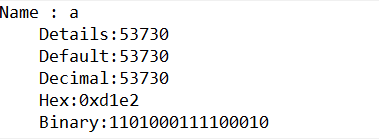 Name : a
Details:53730
Default:53730
Decimal:53730
Hex:0xd1e2
Binary:1101000111100010